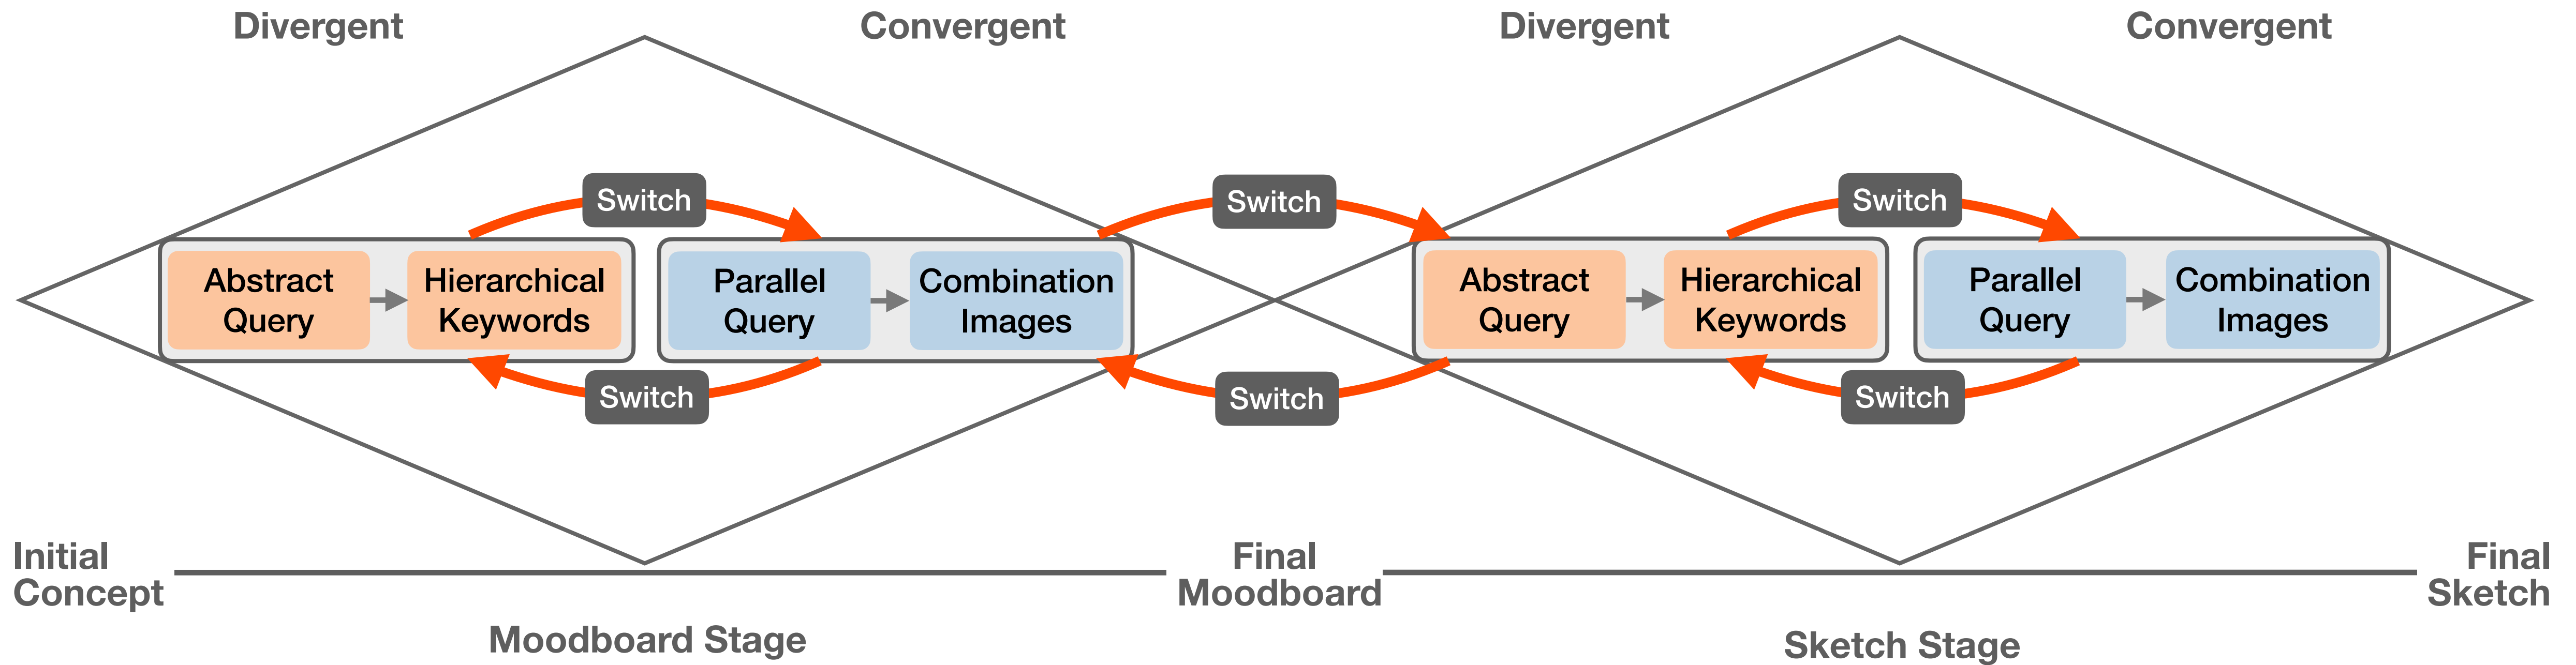 Divergent
Convergent
Divergent
Convergent
Switch
Switch
Switch
Abstract
Query
Hierarchical
Keywords
Parallel
Query
Combination
Images
Abstract
Query
Hierarchical
Keywords
Parallel
Query
Combination
Images
Switch
Switch
Switch
Initial
Concept
Final
Moodboard
Final
Sketch
Moodboard Stage
Sketch Stage